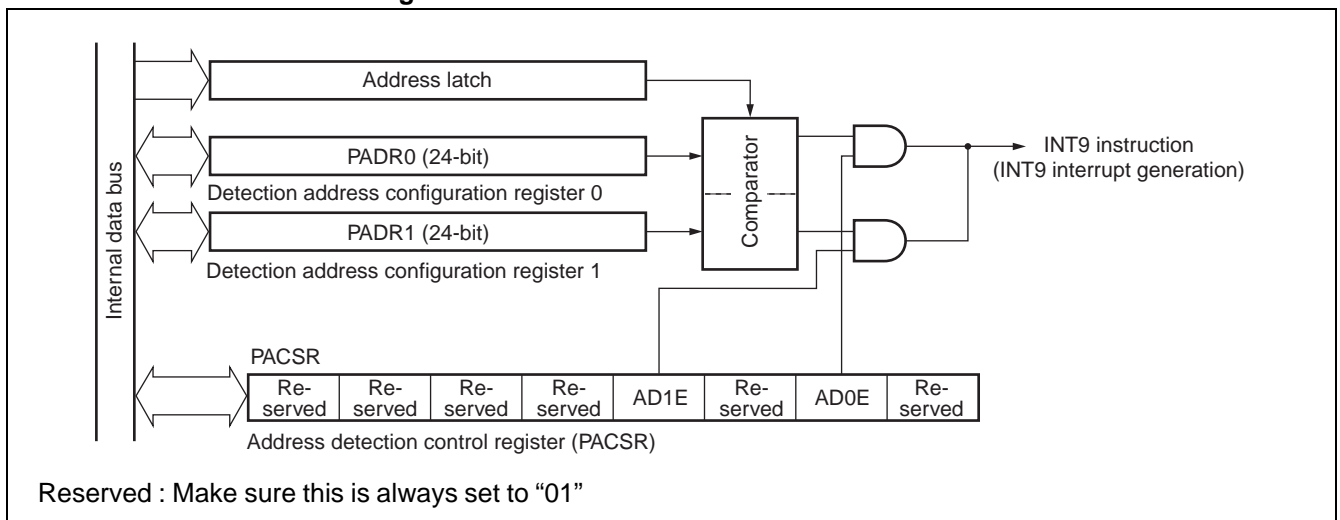 g
Address latch
PADR0 (24-bit)
Detection address configuration register 0
PADR1 (24-bit)
Detection address configuration register 1
Internal data bus
Comparator
INT9 instruction
(INT9 interrupt generation)
PACSR
Re-served Re-served Re-served Re-served AD1E Re-served AD0E Re-served
Address detection control register (PACSR)
Reserved : Make sure this is always set to “01”